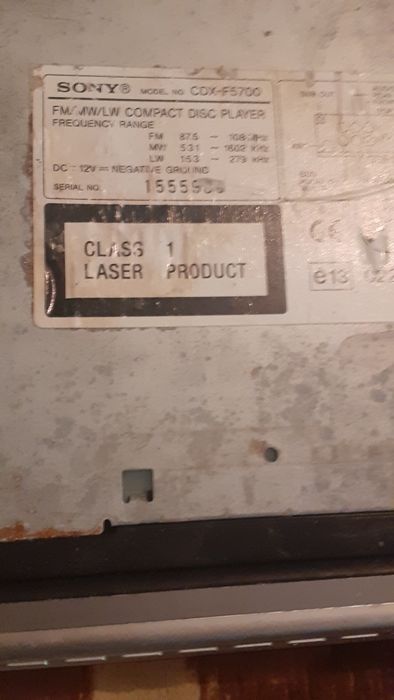 SONY® MODEL NO. CDX-F5700
FM/MW/LW COMPACT DISC PLAYER
FREQUENCY RANGE
FM 87.5 ~ 108 MHz
MW 531 ~ 1602 kHz
LW 153 ~ 279 kHz
DC ⎓ 12V NEGATIVE GROUND
SERIAL NO.
CLASS 1
LASER PRODUCT
CE
e13